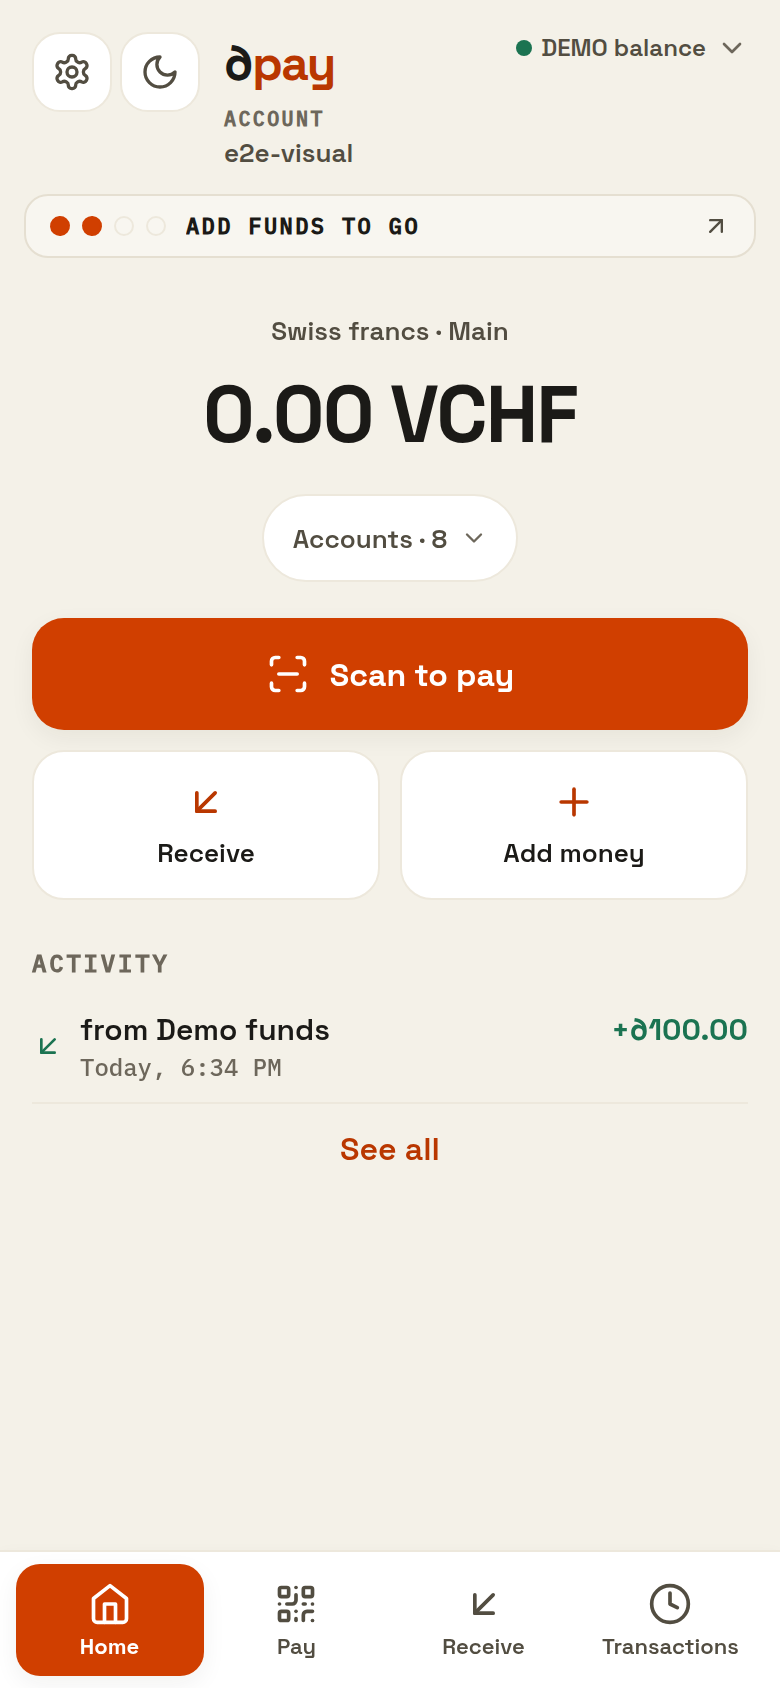 ∂pay
DEMO balance
ACCOUNT
e2e-visual
ADD FUNDS TO GO
Swiss francs · Main
0.00 VCHF
Accounts · 8
Scan to pay
Receive
Add money
ACTIVITY
from Demo funds
+∂100.00
Today, 6:34 PM
See all
Home
Pay
Receive
Transactions